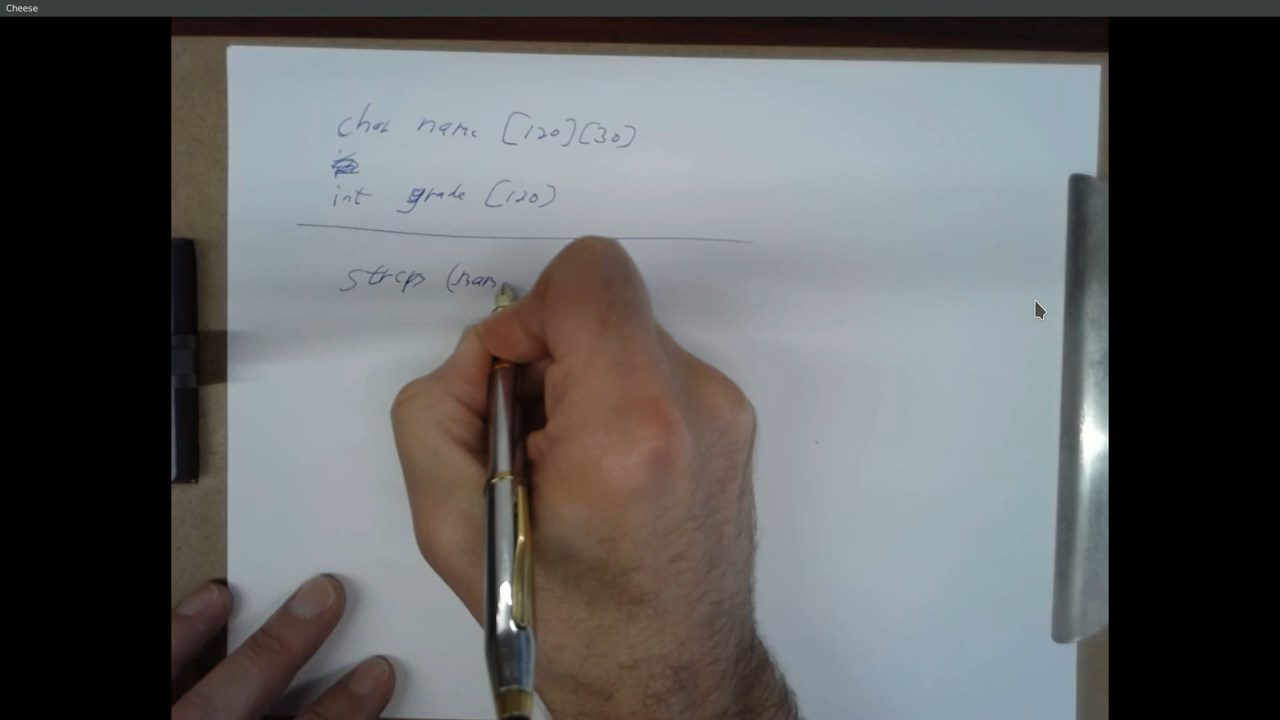 Cheese
char name [120][30]
int grade [120]
strcpy (nam